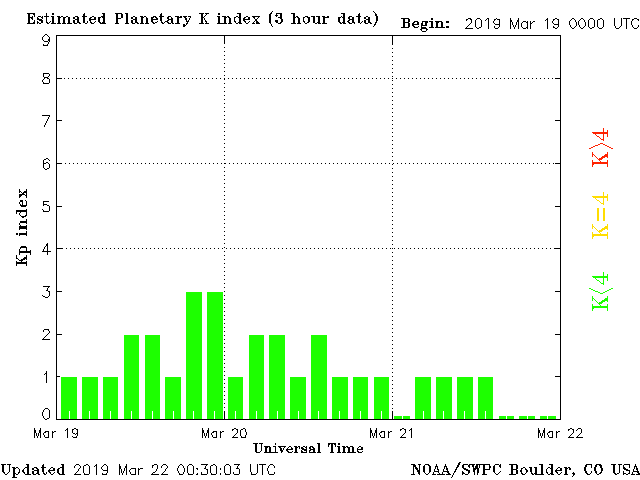 Estimated Planetary K index (3 hour data)
Begin: 2019 Mar 19 0000 UTC
9
8
7
6
5
4
3
2
1
0
Kp index
K>4
K=4
K<4
Mar 19
Mar 20
Mar 21
Mar 22
Universal Time
Updated 2019 Mar 22 00:30:03 UTC
NOAA/SWPC Boulder, CO USA